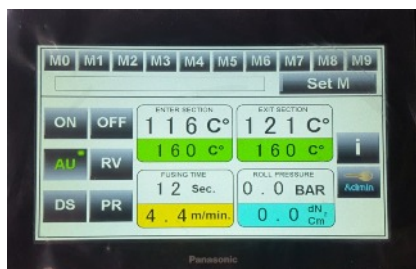 M0 M1 M2 M3 M4 M5 M6 M7 M8 M9
Set M
ON OFF
AU RV
DS PR
ENTER SECTION
116 C°
160 C°
EXIT SECTION
121 C°
160 C°
FUSING TIME
12 Sec.
4.4 m/min.
ROLL PRESSURE
0.0 BAR
0.0 dN/Cm
i
Admin
Panasonic